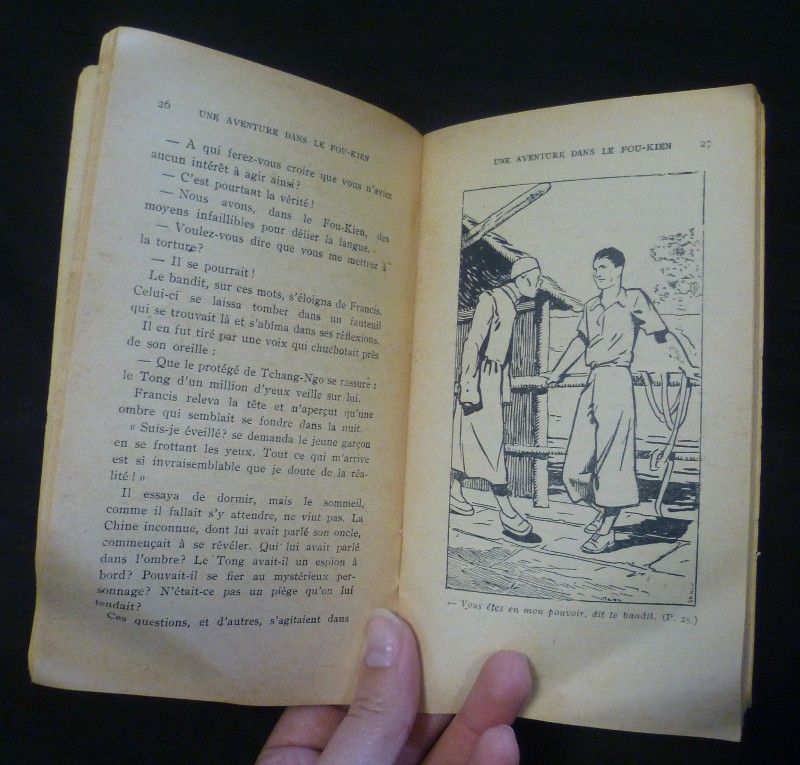 26
UNE AVENTURE DANS LE FOU-KIEN
— A qui ferez-vous croire que vous n'aviez
aucun intérêt à agir ainsi?
— C'est pourtant la vérité!
— Nous avons, dans le Fou-Kien, des
moyens infaillibles pour délier la langue.
— Voulez-vous dire que vous me mettrez à
la torture?
— Il se pourrait!
Le bandit, sur ces mots, s'éloigna de Francis.
Celui-ci se laissa tomber dans un fauteuil
qui se trouvait là et s'abîma dans ses réflexions.
Il en fut tiré par une voix qui chuchotait près
de son oreille :
— Que le protégé de Tchang-Ngo se rassure :
le Tong d'un million d'yeux veille sur lui.
Francis releva la tête et n'aperçut qu'une
ombre qui semblait se fondre dans la nuit.
« Suis-je éveillé? se demanda le jeune garçon
en se frottant les yeux. Tout ce qui m'arrive
est si invraisemblable que je doute de la réa-
lité! »
Il essaya de dormir, mais le sommeil,
comme il fallait s'y attendre, ne vint pas. La
Chine inconnue, dont lui avait parlé son oncle,
commençait à se révéler. Qui lui avait parlé
dans l'ombre? Le Tong avait-il un espion à
bord? Pouvait-il se fier au mystérieux per-
sonnage? N'était-ce pas un piège qu'on lui
tendait?
Ces questions, et d'autres, s'agitaient dans
UNE AVENTURE DANS LE FOU-KIEN
27
— Vous êtes en mon pouvoir, dit le bandit. (P. 25.)